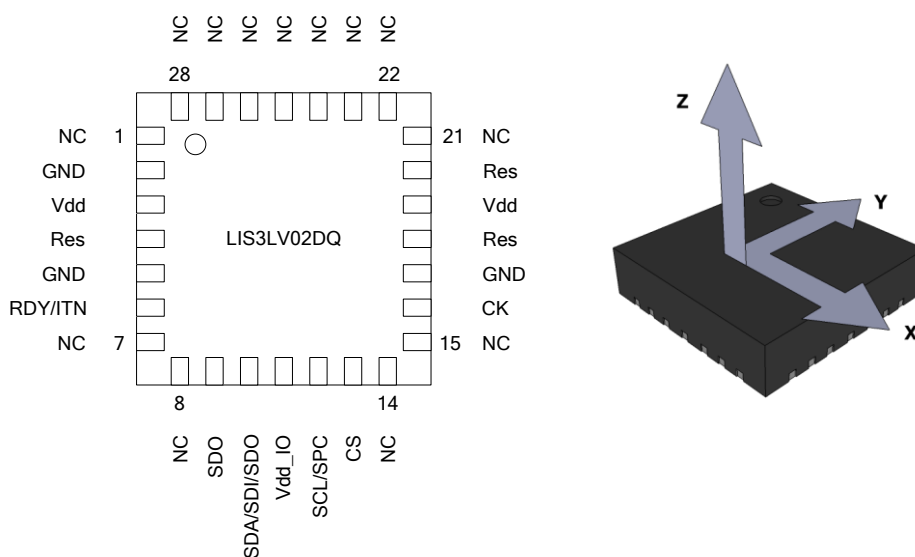 NC NC NC NC NC NC NC
28 22
NC 1 21 NC
GND Res
Vdd Vdd
Res LIS3LV02DQ Res
GND GND
RDY/ITN CK
NC 7 15 NC
8 14
NC SDO SDA/SDI/SDO Vdd_IO SCL/SPC CS NC
Z
Y
X